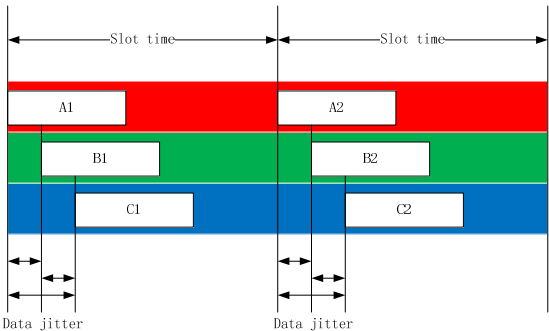 Slot time Slot time
A1 A2
B1 B2
C1 C2
Data jitter Data jitter